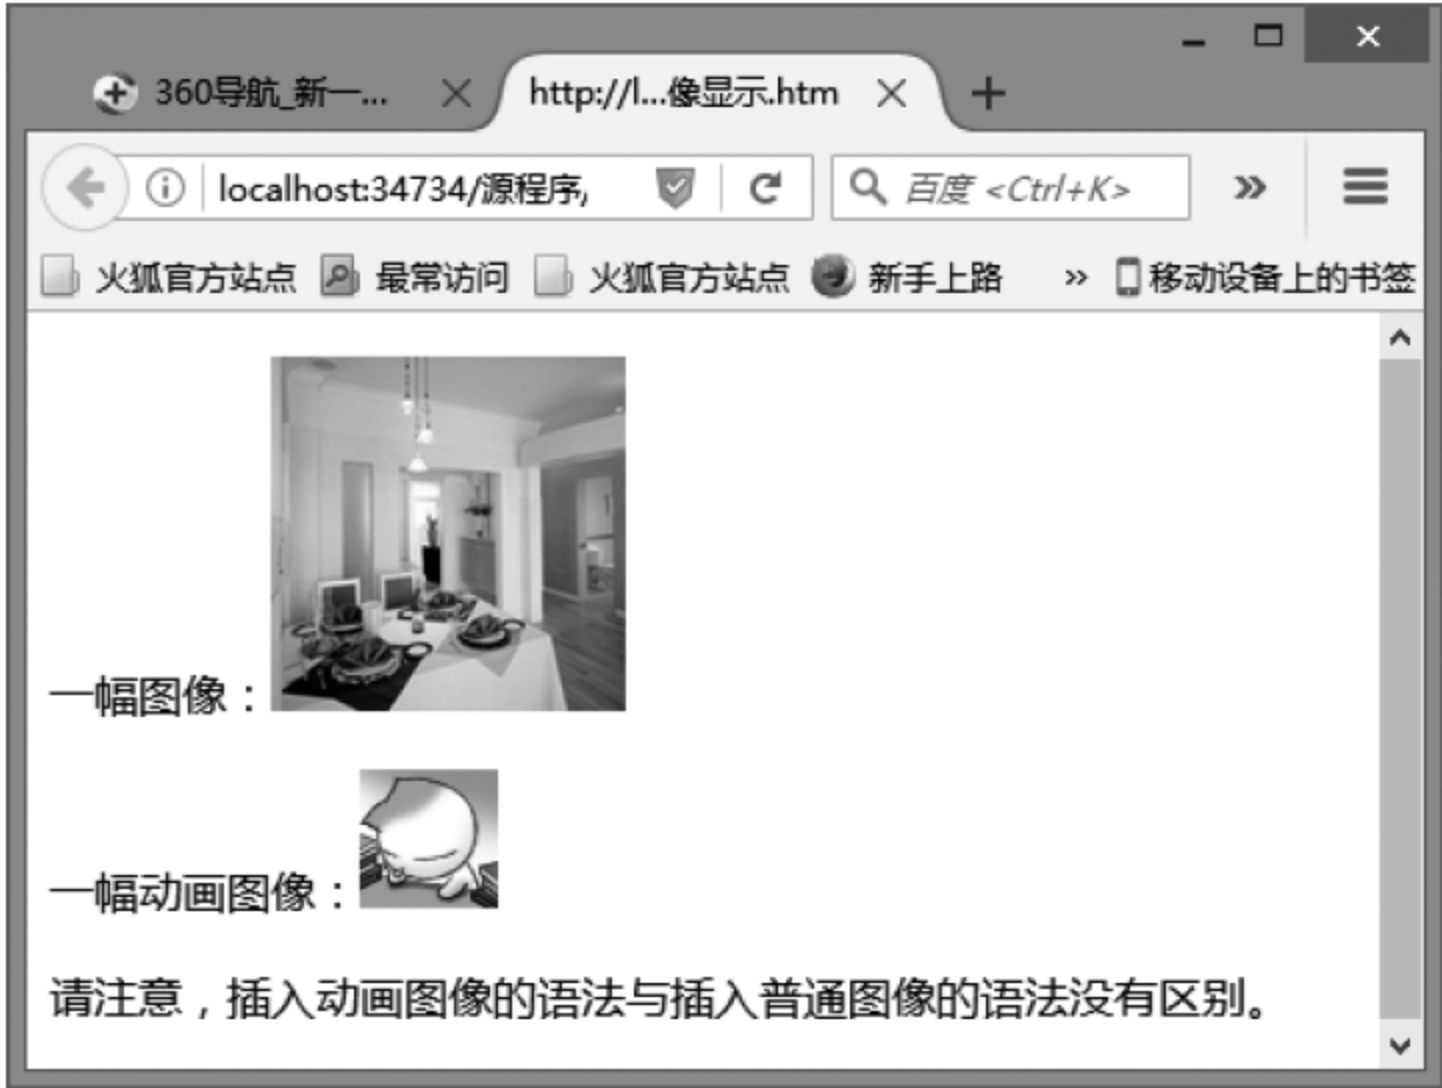 360导航_新一... http://l...像显示.htm
localhost:34734/源程序/ 百度 <Ctrl+K>
火狐官方站点 最常访问 火狐官方站点 新手上路 移动设备上的书签
一幅图像：
一幅动画图像：
请注意，插入动画图像的语法与插入普通图像的语法没有区别。